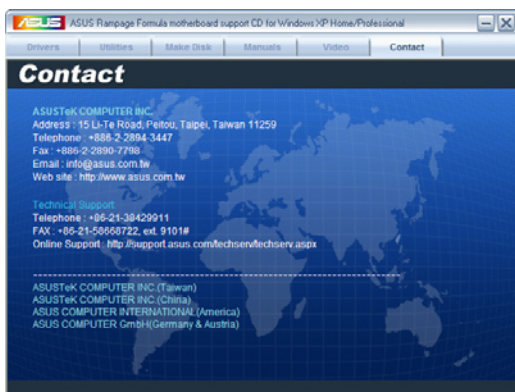 ASUS ASUS Rampage Formula motherboard support CD for Windows XP Home/Professional
Drivers Utilities Make Disk Manuals Video Contact
Contact
ASUSTeK COMPUTER INC.
Address : 15 Li-Te Road, Peitou, Taipei, Taiwan 11259
Telephone : +886-2-2894-3447
Fax : +886-2-2890-7798
Email : info@asus.com.tw
Web site : http://www.asus.com.tw
Technical Support
Telephone : +86-21-38429911
FAX : +86-21-58668722, ext. 9101#
Online Support : http://support.asus.com/techserv/techserv.aspx
ASUSTeK COMPUTER INC.(Taiwan)
ASUSTeK COMPUTER INC.(China)
ASUS COMPUTER INTERNATIONAL(America)
ASUS COMPUTER GmbH(Germany & Austria)